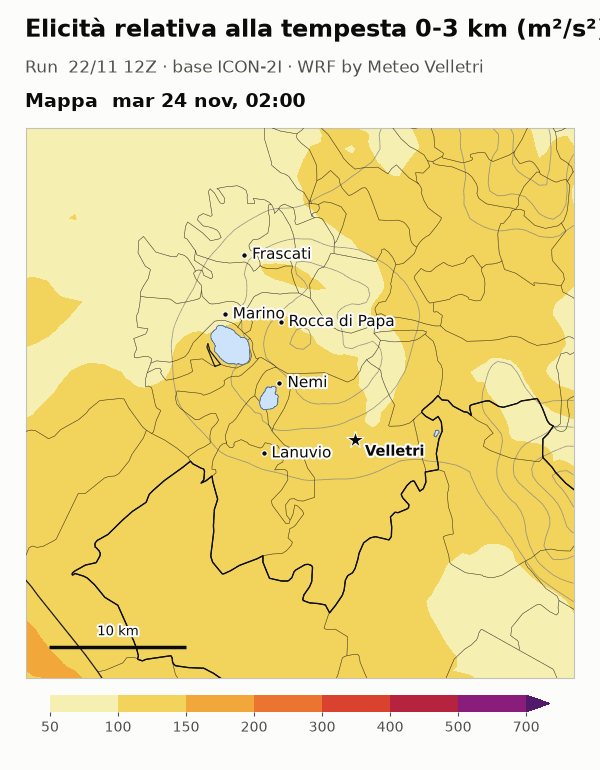 Elicità relativa alla tempesta 0-3 km (m²/s²)
Run  22/11 12Z · base ICON-2I · WRF by Meteo Velletri
Mappa  mar 24 nov, 02:00
Frascati
Marino
Rocca di Papa
Nemi
Velletri
Lanuvio
10 km
50 100 150 200 300 400 500 700